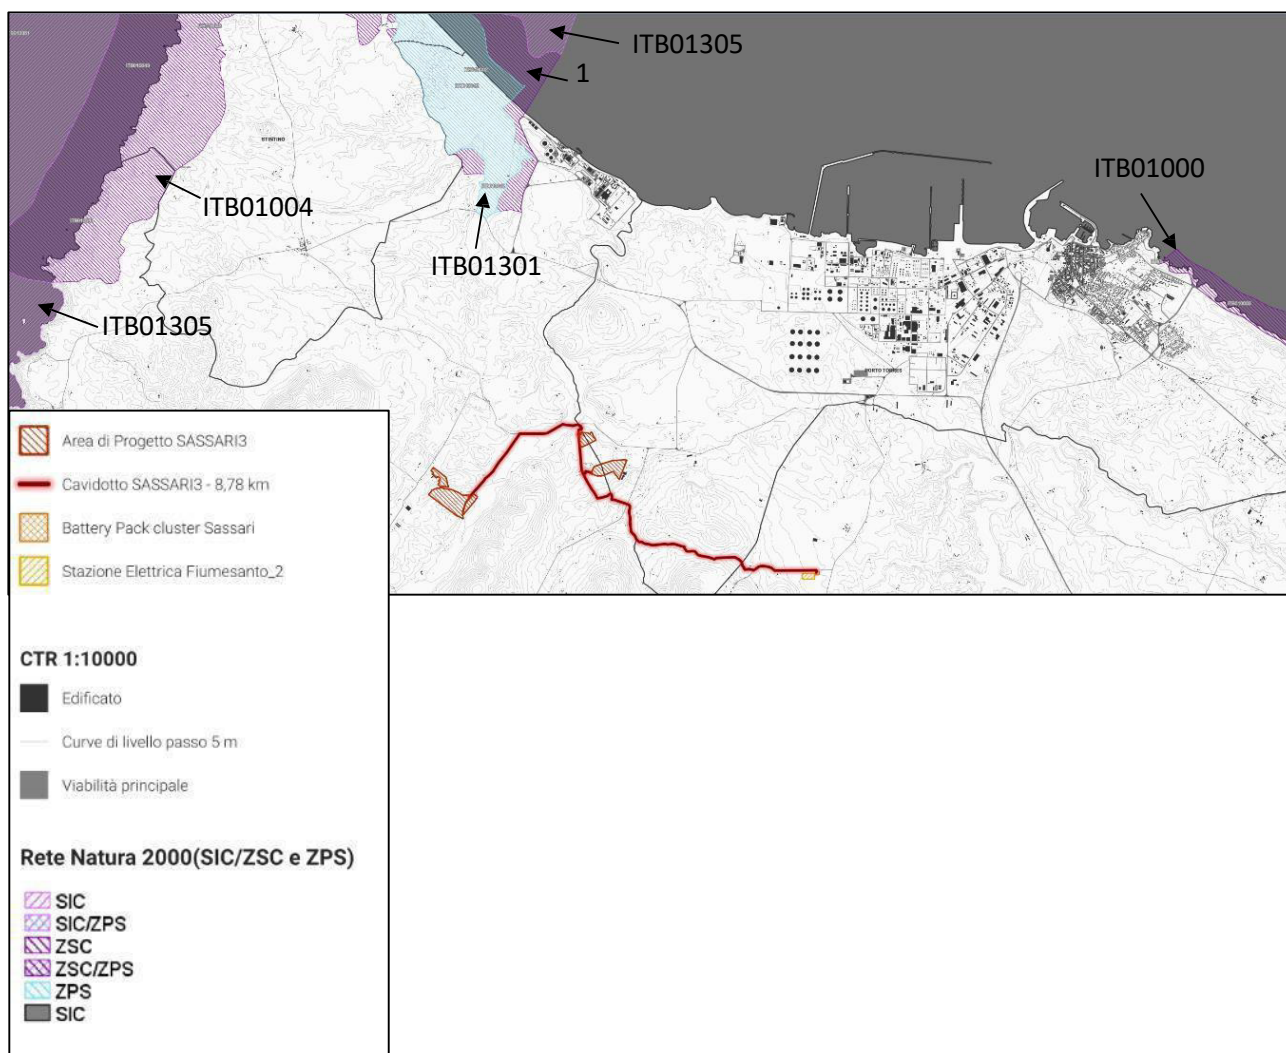 ITB01305
1
ITB01000
ITB01004
ITB01301
ITB01305
PORTO TORRES
Area di Progetto SASSARI3
Cavidotto SASSARI3 - 8,78 km
Battery Pack cluster Sassari
Stazione Elettrica Fiumesanto_2
CTR 1:10000
Edificato
Curve di livello passo 5 m
Viabilità principale
Rete Natura 2000(SIC/ZSC e ZPS)
SIC
SIC/ZPS
ZSC
ZSC/ZPS
ZPS
SIC